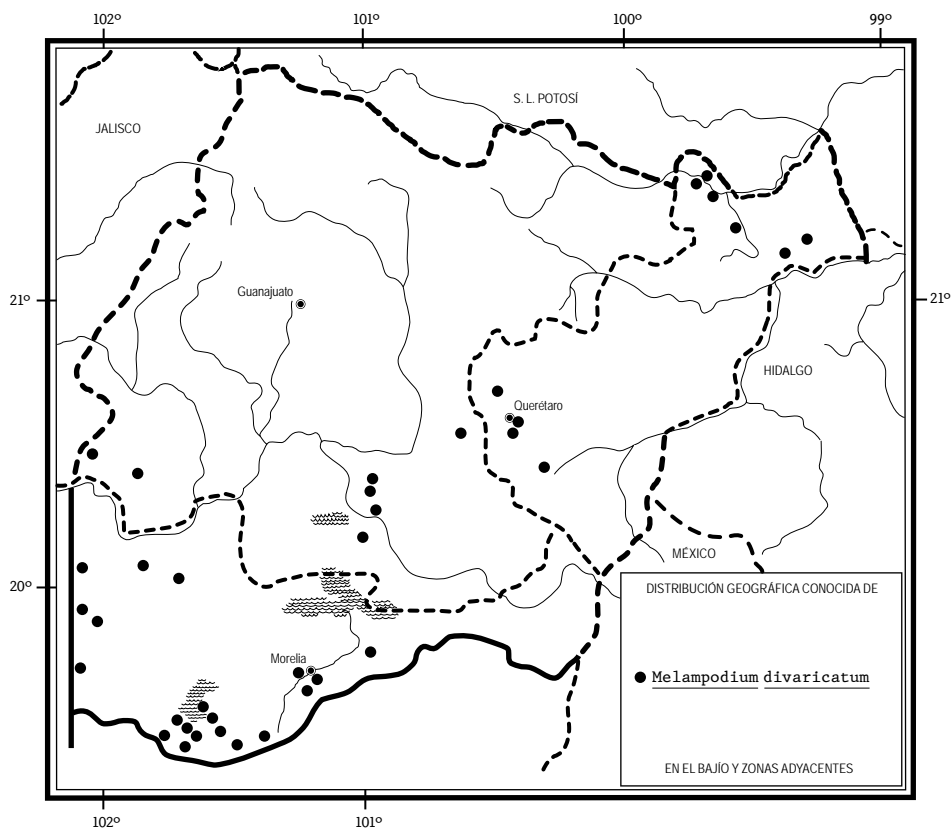 102º 101º 100º 99º
S. L. POTOSÍ
JALISCO
Guanajuato
21º 21º
HIDALGO
Querétaro
MÉXICO
20º
DISTRIBUCIÓN GEOGRÁFICA CONOCIDA DE
Morelia
Melampodium divaricatum
EN EL BAJÍO Y ZONAS ADYACENTES
102º 101º